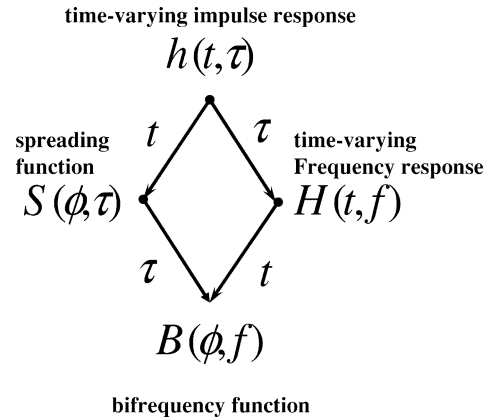 time-varying impulse response
h(t,τ)
t
τ
spreading
function
S(ϕ,τ)
time-varying
Frequency response
H(t,f)
τ
t
B(ϕ,f)
bifrequency function